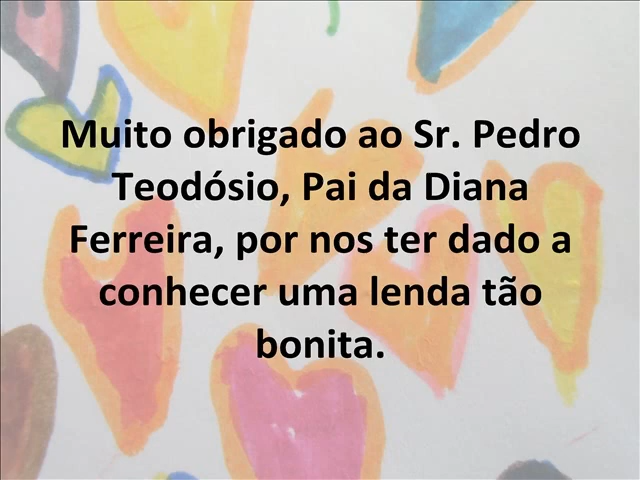 Muito obrigado ao Sr. Pedro
Teodósio, Pai da Diana
Ferreira, por nos ter dado a
conhecer uma lenda tão
bonita.